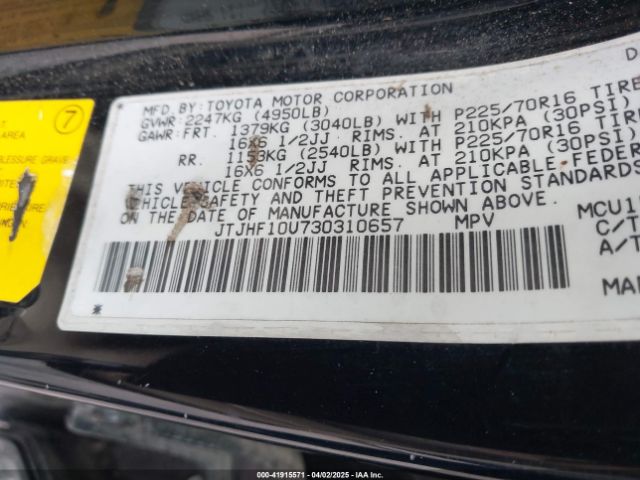 7
AREA
D
MFD.BY:TOYOTA MOTOR CORPORATION
GVWR:2247KG (4950LB)
GAWR:FRT. 1379KG (3040LB) WITH P225/70R16 TIRE
16X6 1/2JJ RIMS. AT 210KPA (30PSI)
RR. 1153KG (2540LB) WITH P225/70R16 TIRE
16X6 1/2JJ RIMS. AT 210KPA (30PSI)
THIS VEHICLE CONFORMS TO ALL APPLICABLE FEDER
VEHICLE SAFETY AND THEFT PREVENTION STANDARDS
ON THE DATE OF MANUFACTURE SHOWN ABOVE.
JTJHF10U730310657 MPV
MCU1
C/T
A/T
MAD
*
000-41915571 04/02/2025 IAA Inc.